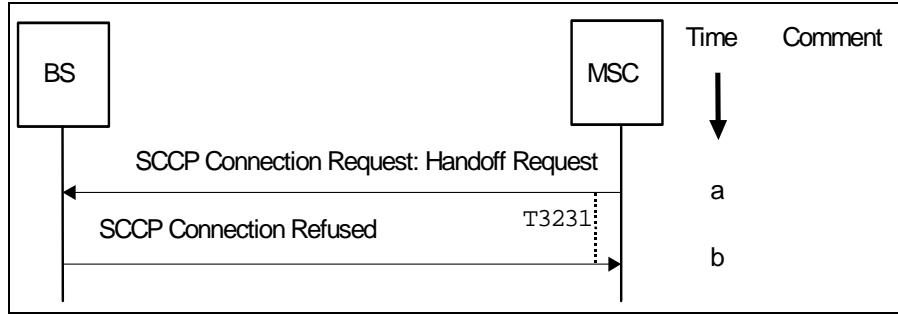 Time Comment
BS MSC
SCCP Connection Request: Handoff Request
a
T3231
SCCP Connection Refused
b